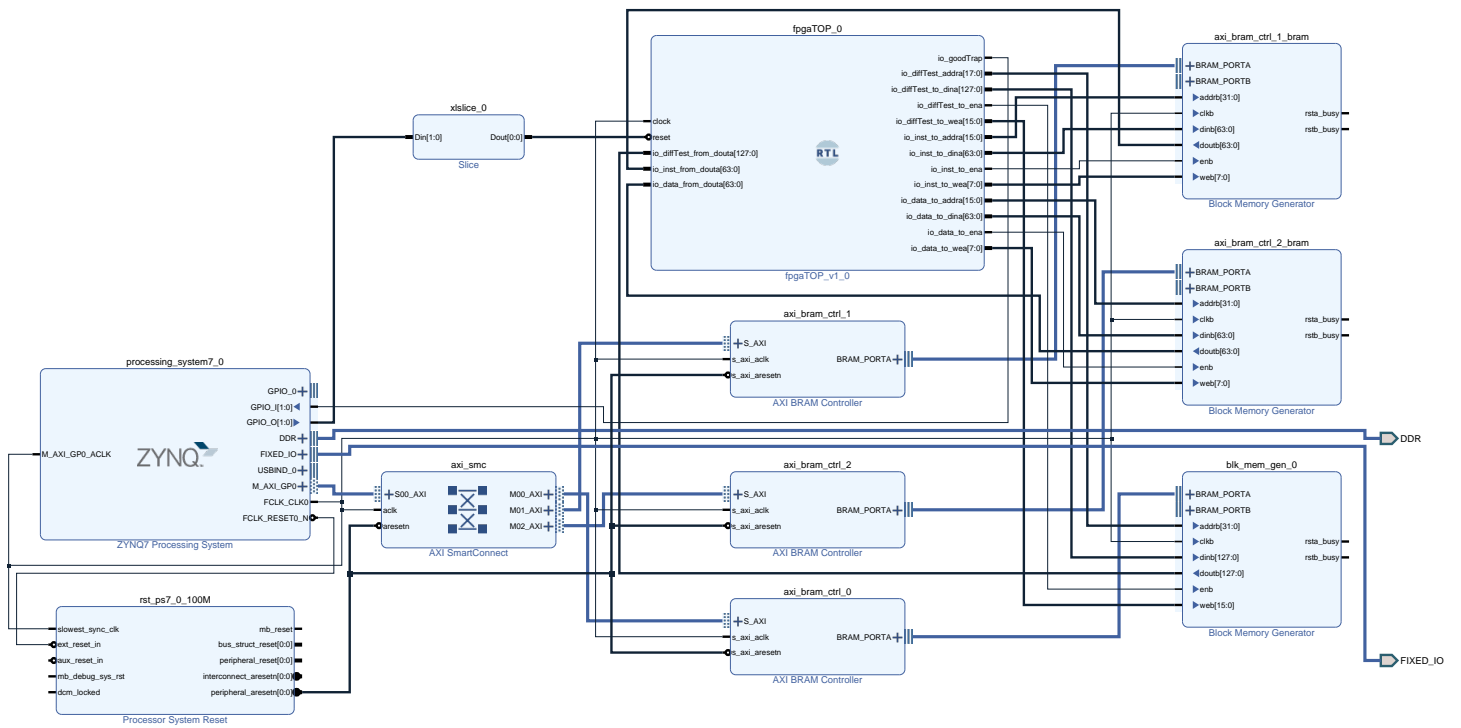 fpgaTOP_0
io_goodTrap
io_diffTest_addra[17:0]
io_diffTest_to_dina[127:0]
io_diffTest_to_ena
io_diffTest_to_wea[15:0]
io_inst_to_addra[15:0]
io_inst_to_dina[63:0]
io_inst_to_ena
io_inst_to_wea[7:0]
io_data_to_addra[15:0]
io_data_to_dina[63:0]
io_data_to_ena
io_data_to_wea[7:0]
clock
reset
io_diffTest_from_douta[127:0]
io_inst_from_douta[63:0]
io_data_from_douta[63:0]
RTL
fpgaTOP_v1_0
axi_bram_ctrl_1_bram
BRAM_PORTA
BRAM_PORTB
addrb[31:0]
clkb
dinb[63:0]
doutb[63:0]
enb
web[7:0]
rsta_busy
rstb_busy
Block Memory Generator
xlslice_0
Din[1:0]
Dout[0:0]
Slice
axi_bram_ctrl_2_bram
BRAM_PORTA
BRAM_PORTB
addrb[31:0]
clkb
dinb[63:0]
doutb[63:0]
enb
web[7:0]
rsta_busy
rstb_busy
Block Memory Generator
axi_bram_ctrl_1
S_AXI
s_axi_aclk
s_axi_aresetn
BRAM_PORTA
AXI BRAM Controller
processing_system7_0
M_AXI_GP0_ACLK
ZYNQ
GPIO_0
GPIO_I[1:0]
GPIO_O[1:0]
DDR
FIXED_IO
USBIND_0
M_AXI_GP0
FCLK_CLK0
FCLK_RESET0_N
ZYNQ7 Processing System
DDR
axi_smc
S00_AXI
aclk
aresetn
M00_AXI
M01_AXI
M02_AXI
AXI SmartConnect
axi_bram_ctrl_2
S_AXI
s_axi_aclk
s_axi_aresetn
BRAM_PORTA
AXI BRAM Controller
blk_mem_gen_0
BRAM_PORTA
BRAM_PORTB
addrb[31:0]
clkb
dinb[127:0]
doutb[127:0]
enb
web[15:0]
rsta_busy
rstb_busy
Block Memory Generator
rst_ps7_0_100M
slowest_sync_clk
ext_reset_in
aux_reset_in
mb_debug_sys_rst
dcm_locked
mb_reset
bus_struct_reset[0:0]
peripheral_reset[0:0]
interconnect_aresetn[0:0]
peripheral_aresetn[0:0]
Processor System Reset
axi_bram_ctrl_0
S_AXI
s_axi_aclk
s_axi_aresetn
BRAM_PORTA
AXI BRAM Controller
FIXED_IO